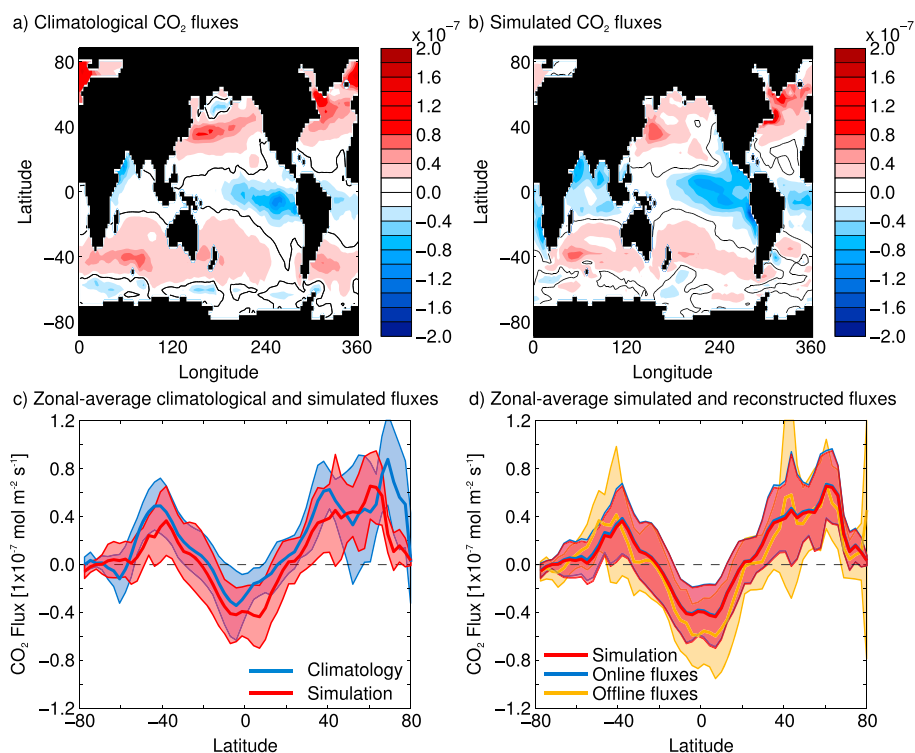 a) Climatological CO₂ fluxes
x 10⁻⁷
80
40
0
−40
−80
Latitude
0 120 240 360
Longitude
2.0
1.6
1.2
0.8
0.4
0.0
−0.4
−0.8
−1.2
−1.6
−2.0
b) Simulated CO₂ fluxes
x 10⁻⁷
80
40
0
−40
−80
Latitude
0 120 240 360
Longitude
2.0
1.6
1.2
0.8
0.4
0.0
−0.4
−0.8
−1.2
−1.6
−2.0
c) Zonal-average climatological and simulated fluxes
CO₂ Flux [1x10⁻⁷ mol m⁻² s⁻¹]
1.2
0.8
0.4
0.0
−0.4
−0.8
−1.2
Climatology
Simulation
−80 −40 0 40 80
Latitude
d) Zonal-average simulated and reconstructed fluxes
CO₂ Flux [1x10⁻⁷ mol m⁻² s⁻¹]
1.2
0.8
0.4
0.0
−0.4
−0.8
−1.2
Simulation
Online fluxes
Offline fluxes
−80 −40 0 40 80
Latitude